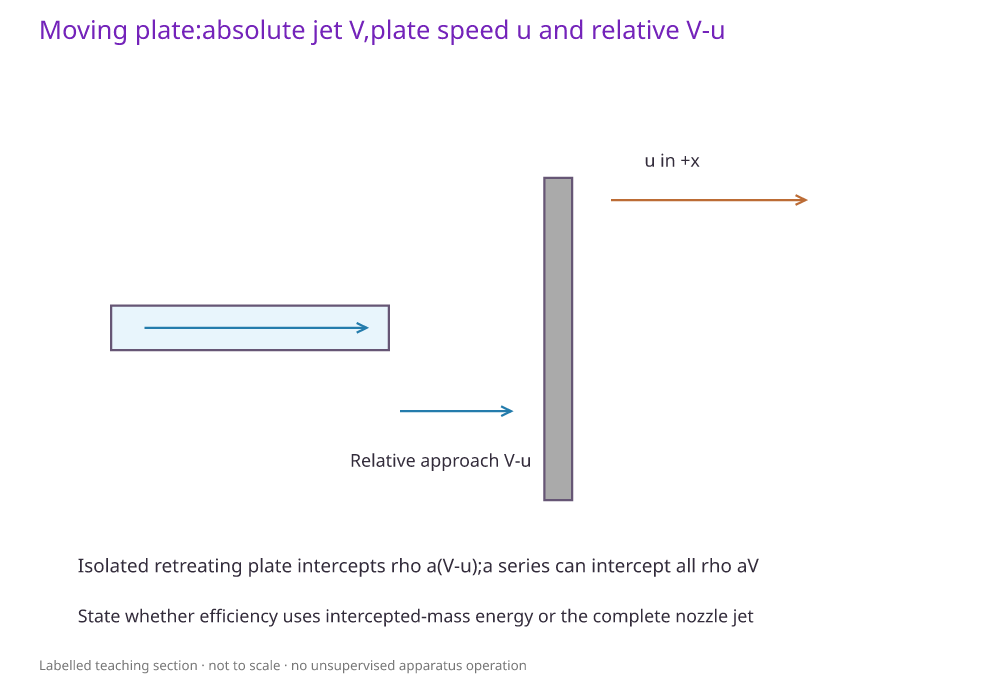 Moving plate:absolute jet V,plate speed u and relative V-u
u in +x
Relative approach V-u
Isolated retreating plate intercepts rho a(V-u);a series can intercept all rho aV
State whether efficiency uses intercepted-mass energy or the complete nozzle jet
Labelled teaching section · not to scale · no unsupervised apparatus operation